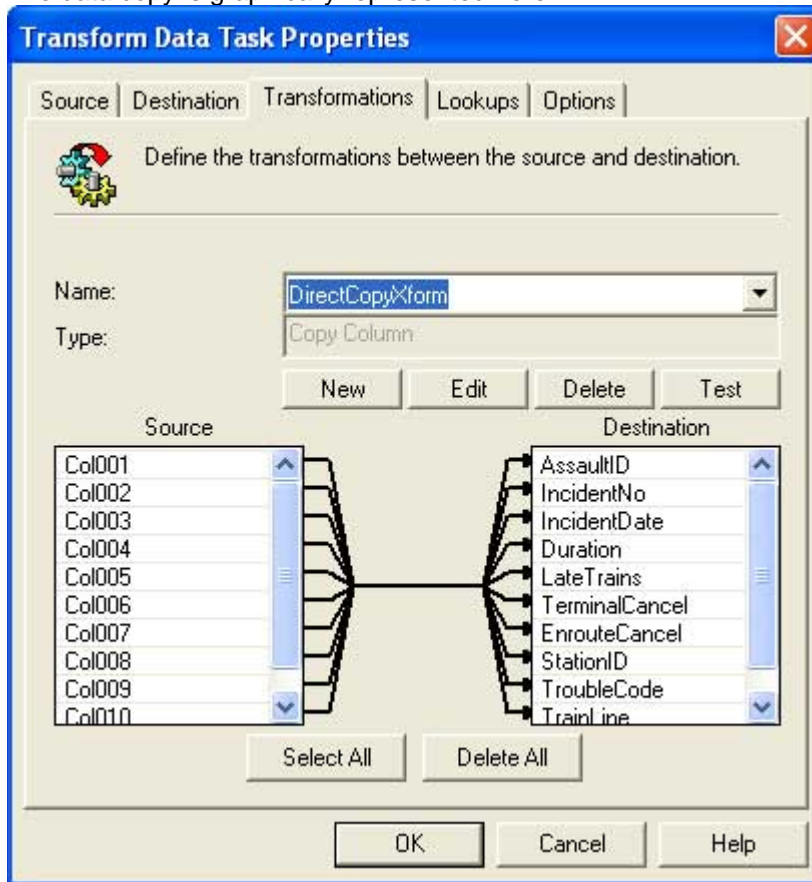 Transform Data Task Properties
Source Destination Transformations Lookups Options
Define the transformations between the source and destination.
Name: DirectCopyXform
Type: Copy Column
New Edit Delete Test
Source Destination
Col001 AssaultID
Col002 IncidentNo
Col003 IncidentDate
Col004 Duration
Col005 LateTrains
Col006 TerminalCancel
Col007 EnrouteCancel
Col008 StationID
Col009 TroubleCode
Col010 TrainLine
Select All Delete All
OK Cancel Help